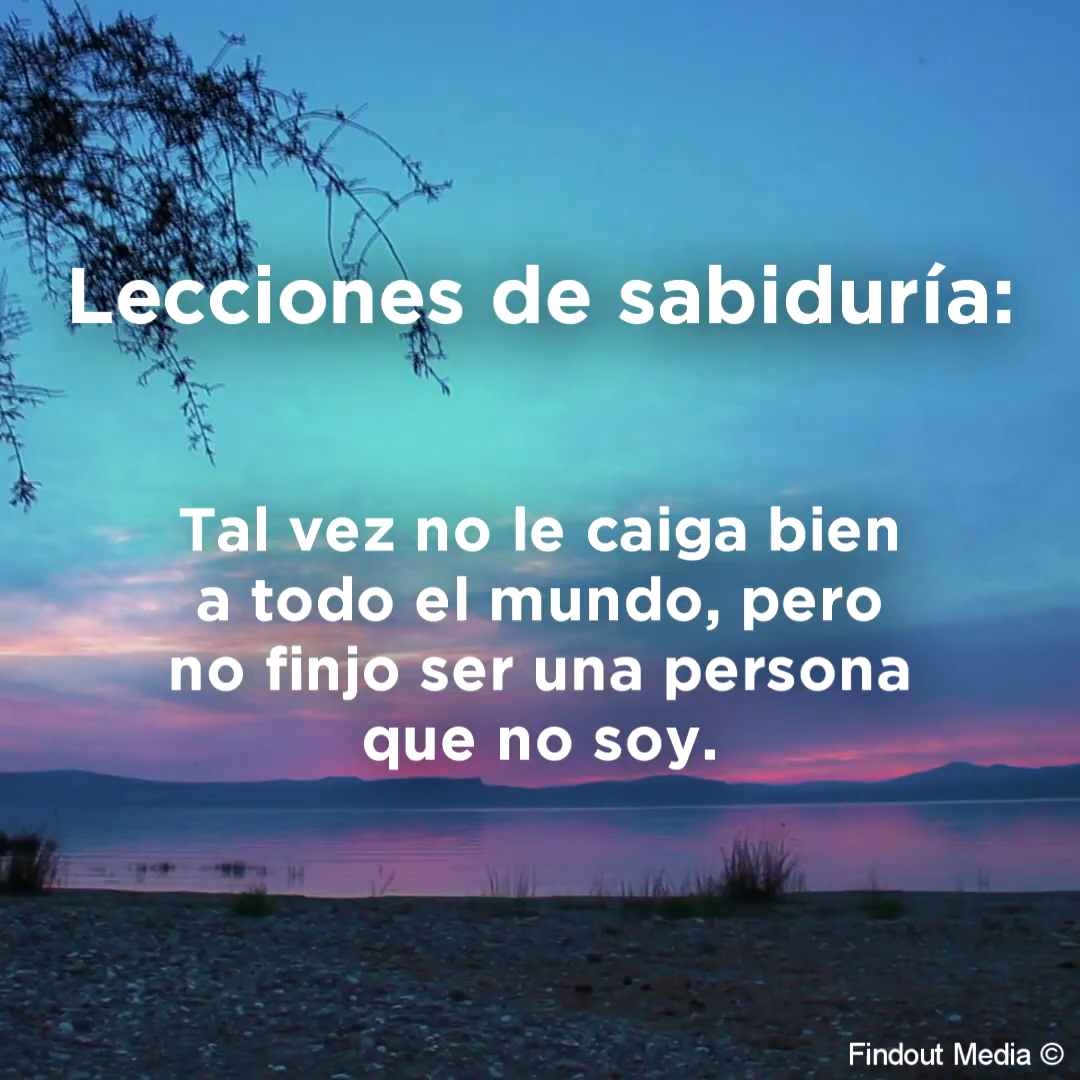 Lecciones de sabiduría:
Tal vez no le caiga bien
a todo el mundo, pero
no finjo ser una persona
que no soy.
Findout Media ©